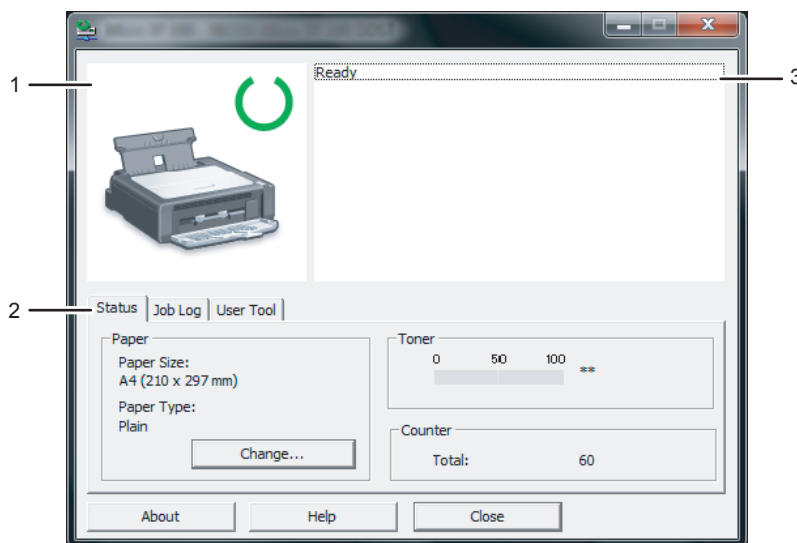 Ready
1
3
2
Status Job Log User Tool
Paper
Paper Size:
A4 (210 x 297 mm)
Paper Type:
Plain
Change...
Toner
0 50 100
**
Counter
Total: 60
About Help Close